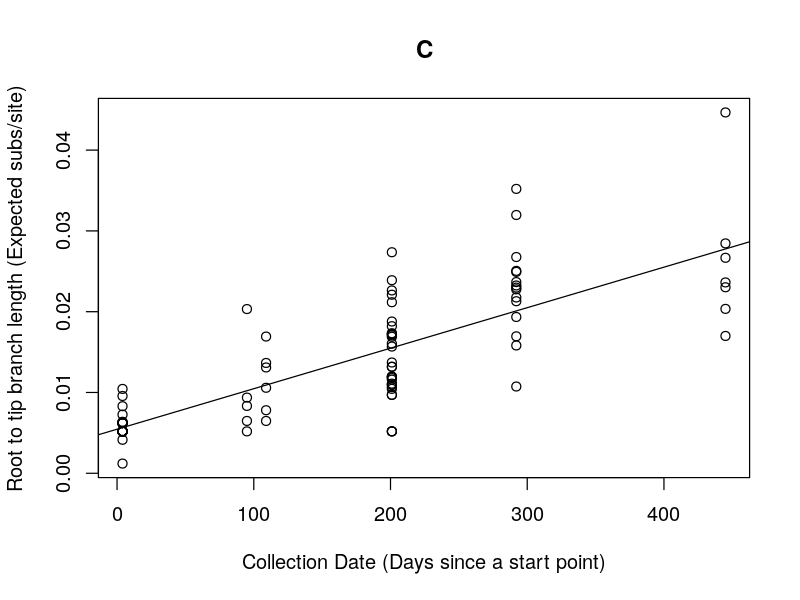 C
Root to tip branch length (Expected subs/site)
0.04
0.03
0.02
0.01
0.00
0 100 200 300 400
Collection Date (Days since a start point)